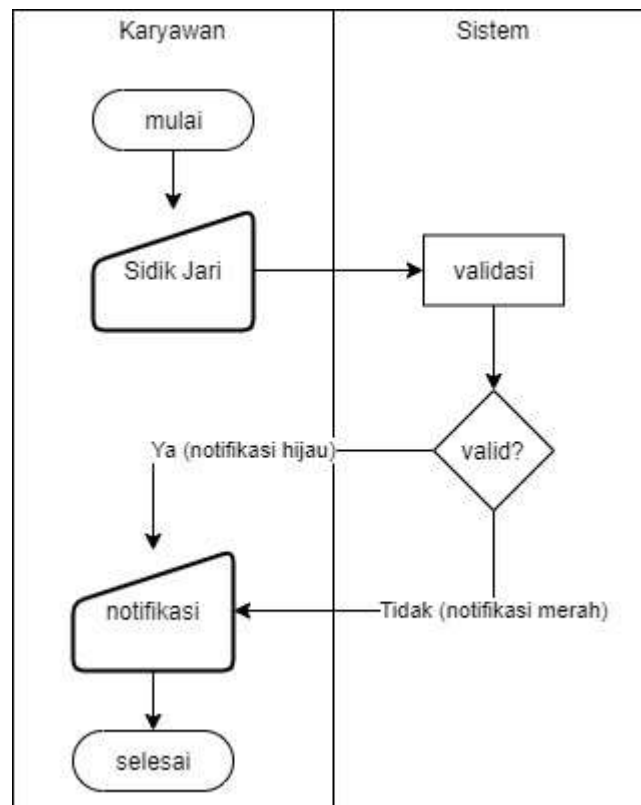 Karyawan
Sistem
mulai
Sidik Jari
validasi
Ya (notifikasi hijau)
valid?
notifikasi
Tidak (notifikasi merah)
selesai